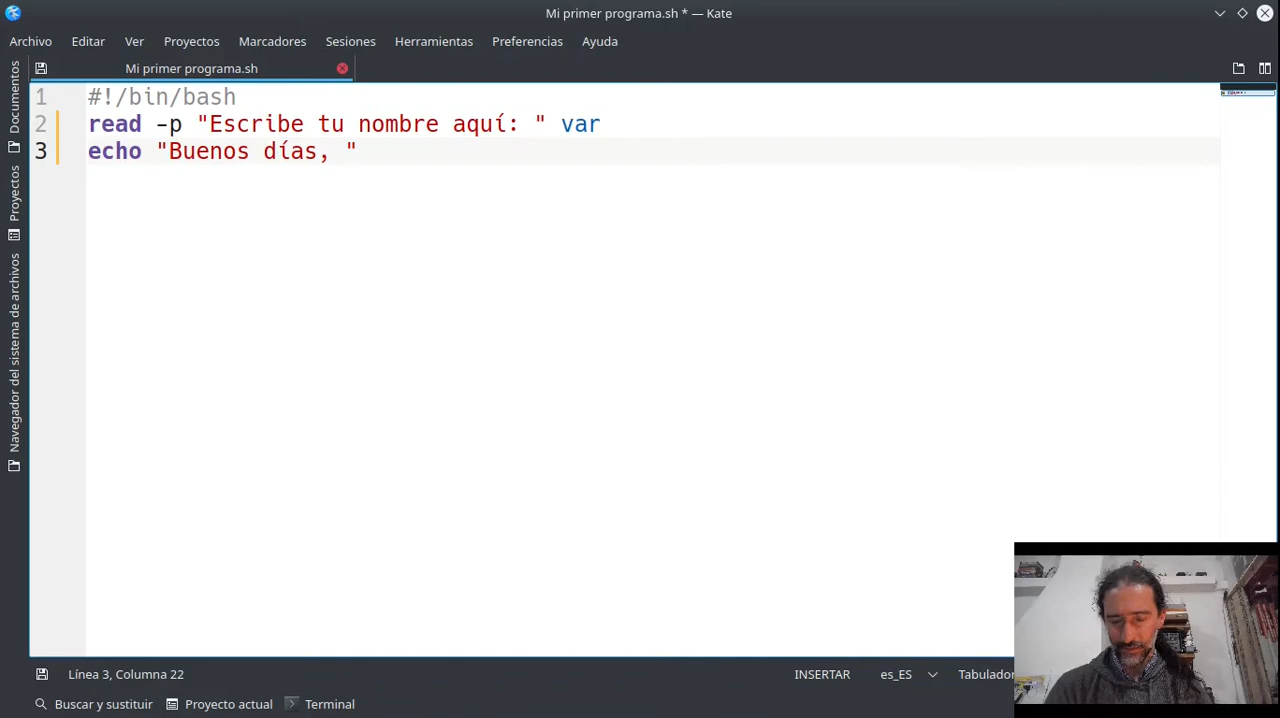 Mi primer programa.sh * — Kate
Archivo Editar Ver Proyectos Marcadores Sesiones Herramientas Preferencias Ayuda
Mi primer programa.sh
Documentos
Proyectos
Navegador del sistema de archivos
1 #!/bin/bash
2 read -p "Escribe tu nombre aquí: " var
3 echo "Buenos días, "
Línea 3, Columna 22 INSERTAR es_ES Tabulador
Buscar y sustituir Proyecto actual Terminal